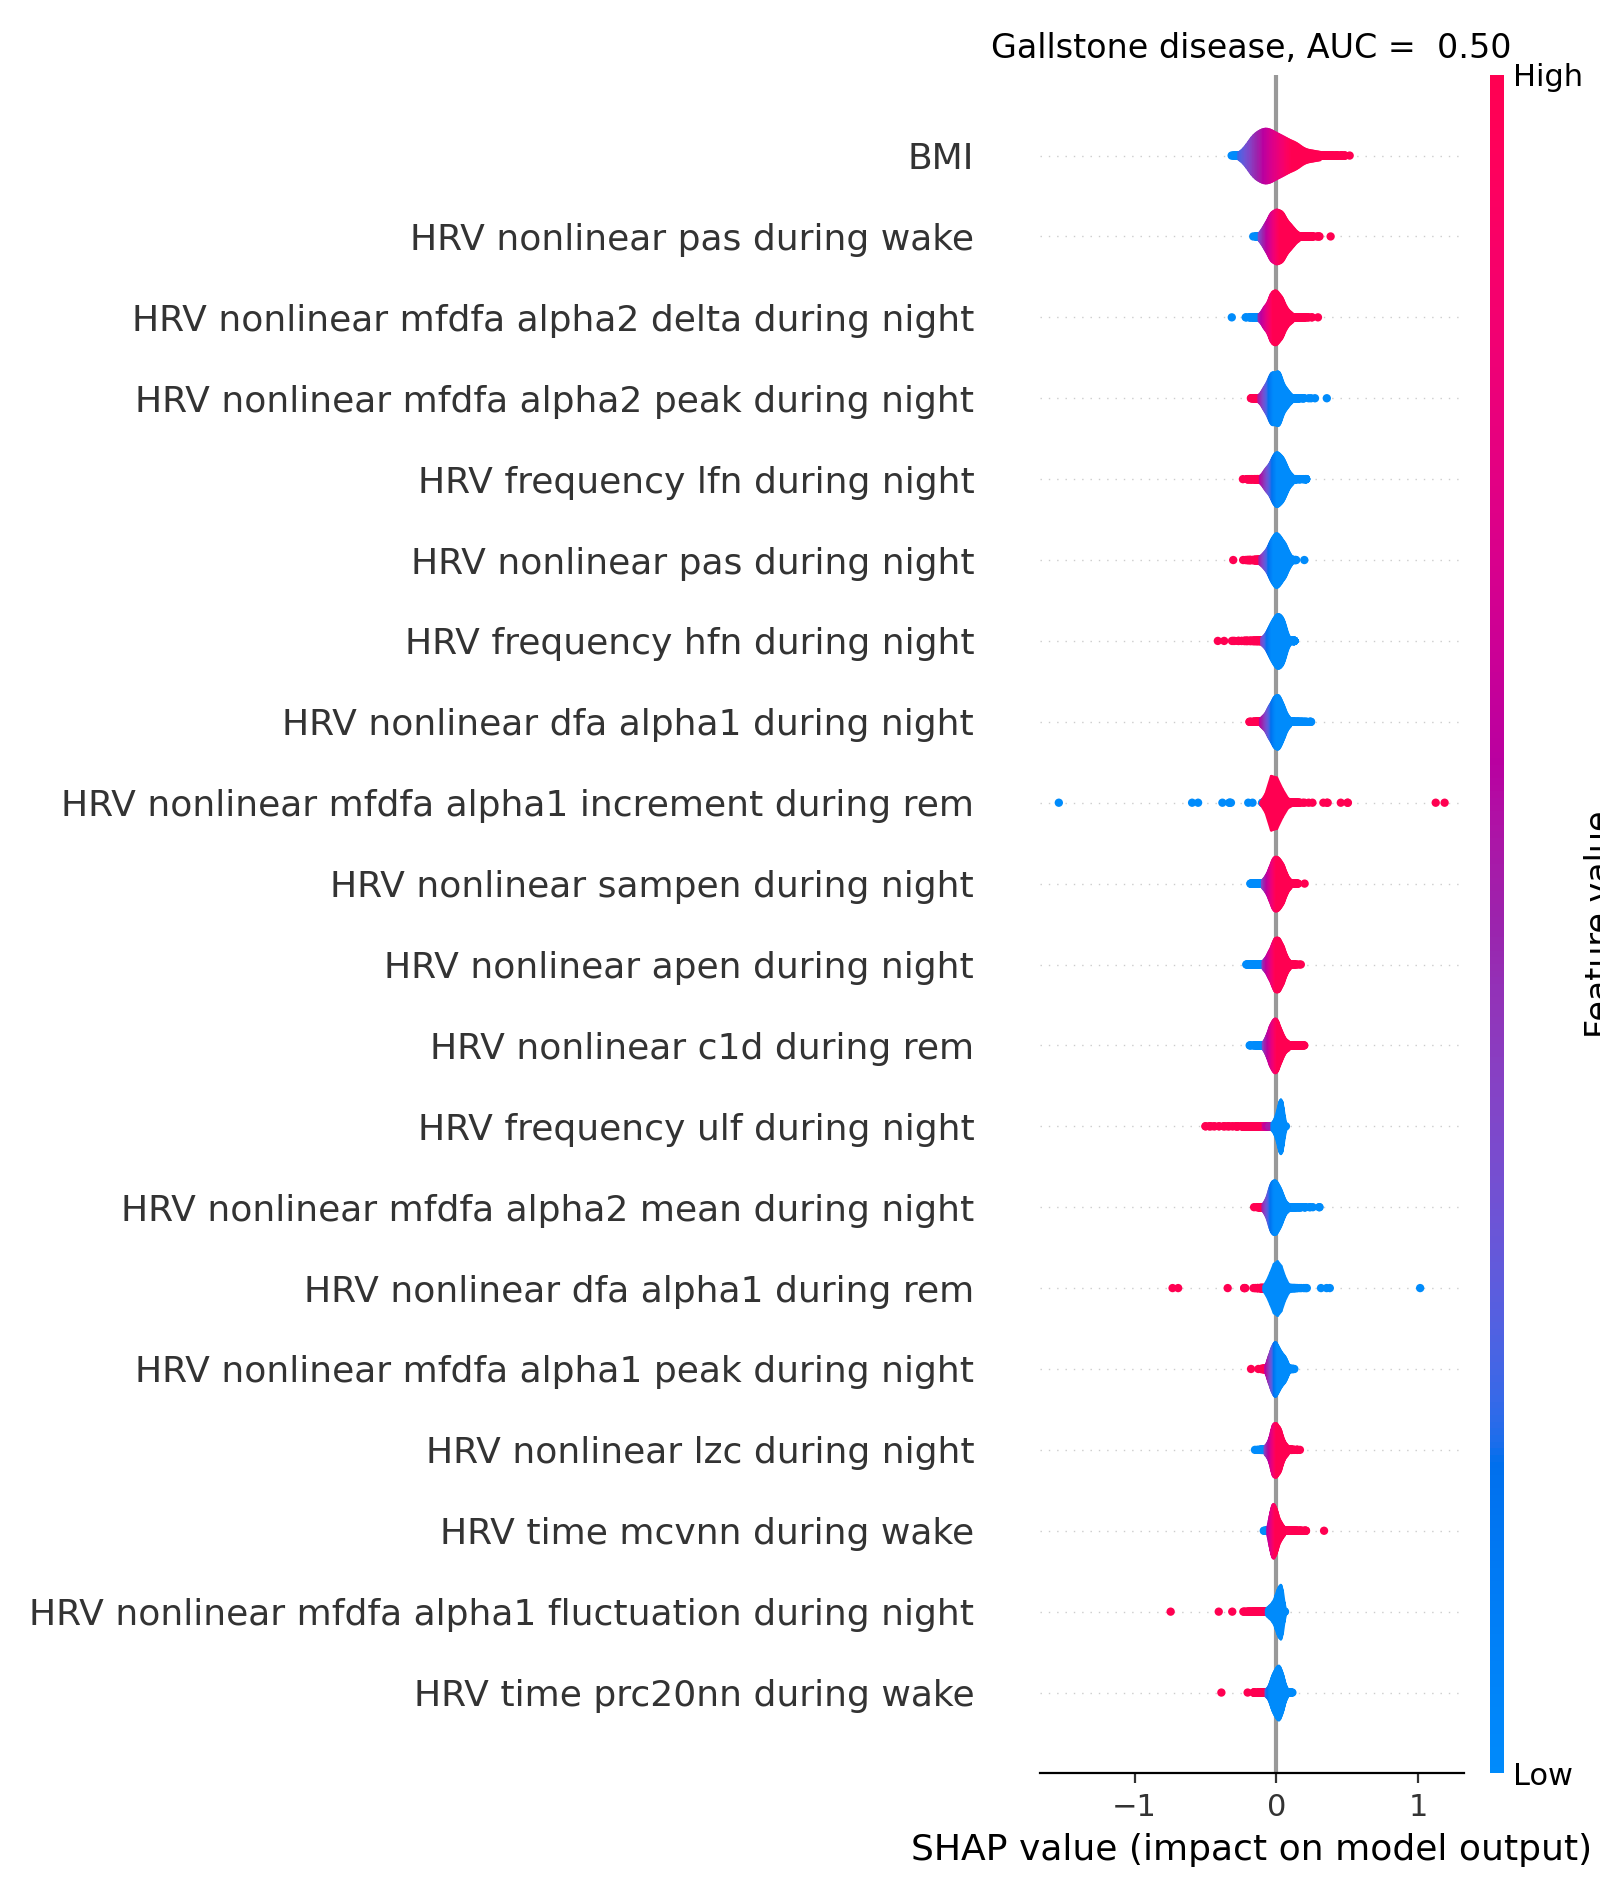 Gallstone disease, AUC =  0.50
High
BMI
HRV nonlinear pas during wake
HRV nonlinear mfdfa alpha2 delta during night
HRV nonlinear mfdfa alpha2 peak during night
HRV frequency lfn during night
HRV nonlinear pas during night
HRV frequency hfn during night
HRV nonlinear dfa alpha1 during night
HRV nonlinear mfdfa alpha1 increment during rem
HRV nonlinear sampen during night
HRV nonlinear apen during night
HRV nonlinear c1d during rem
HRV frequency ulf during night
HRV nonlinear mfdfa alpha2 mean during night
HRV nonlinear dfa alpha1 during rem
HRV nonlinear mfdfa alpha1 peak during night
HRV nonlinear lzc during night
HRV time mcvnn during wake
HRV nonlinear mfdfa alpha1 fluctuation during night
HRV time prc20nn during wake
Feature value
Low
−1 0 1
SHAP value (impact on model output)